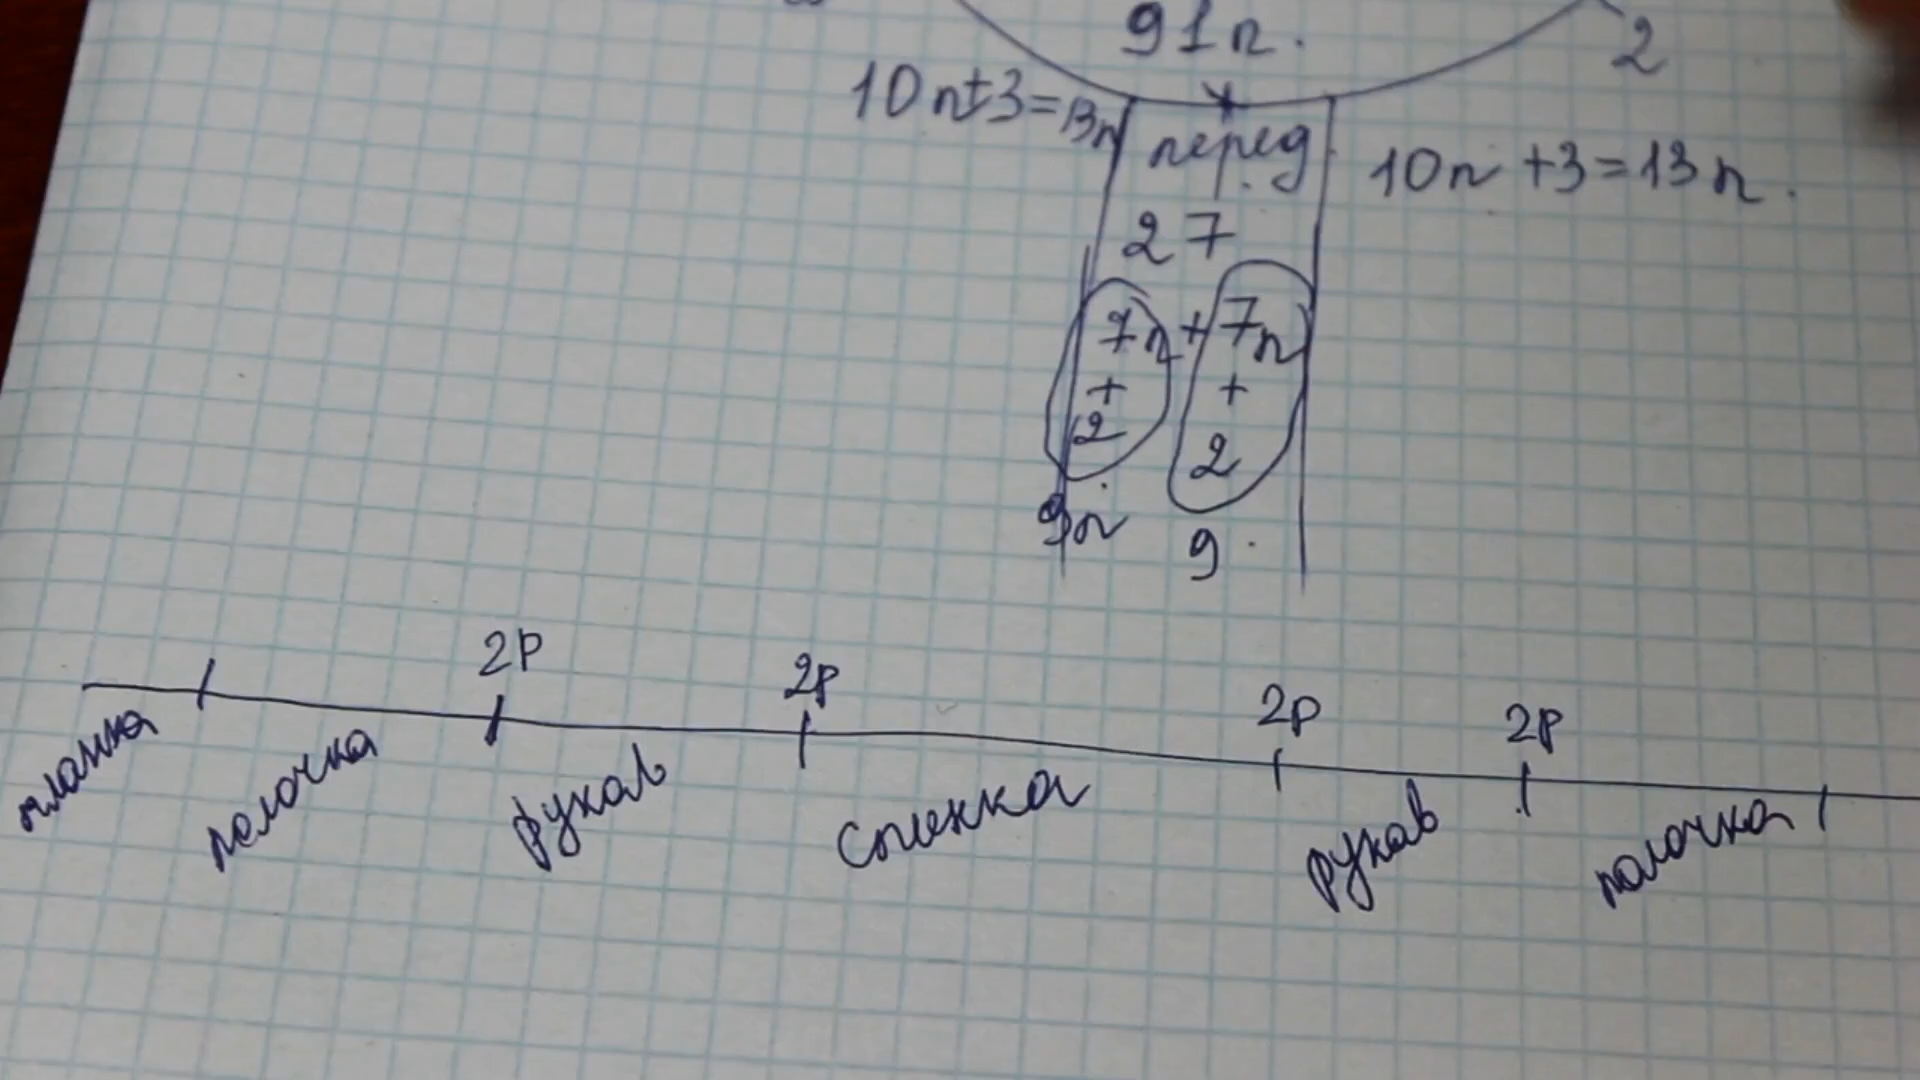 91п.
2
10п+3=13п
перед
10п+3=13п.
27
7п+7п
+ +
2 2
9п 9.
2р 2р 2р 2р
планка полочка рукав спинка рукав полочка